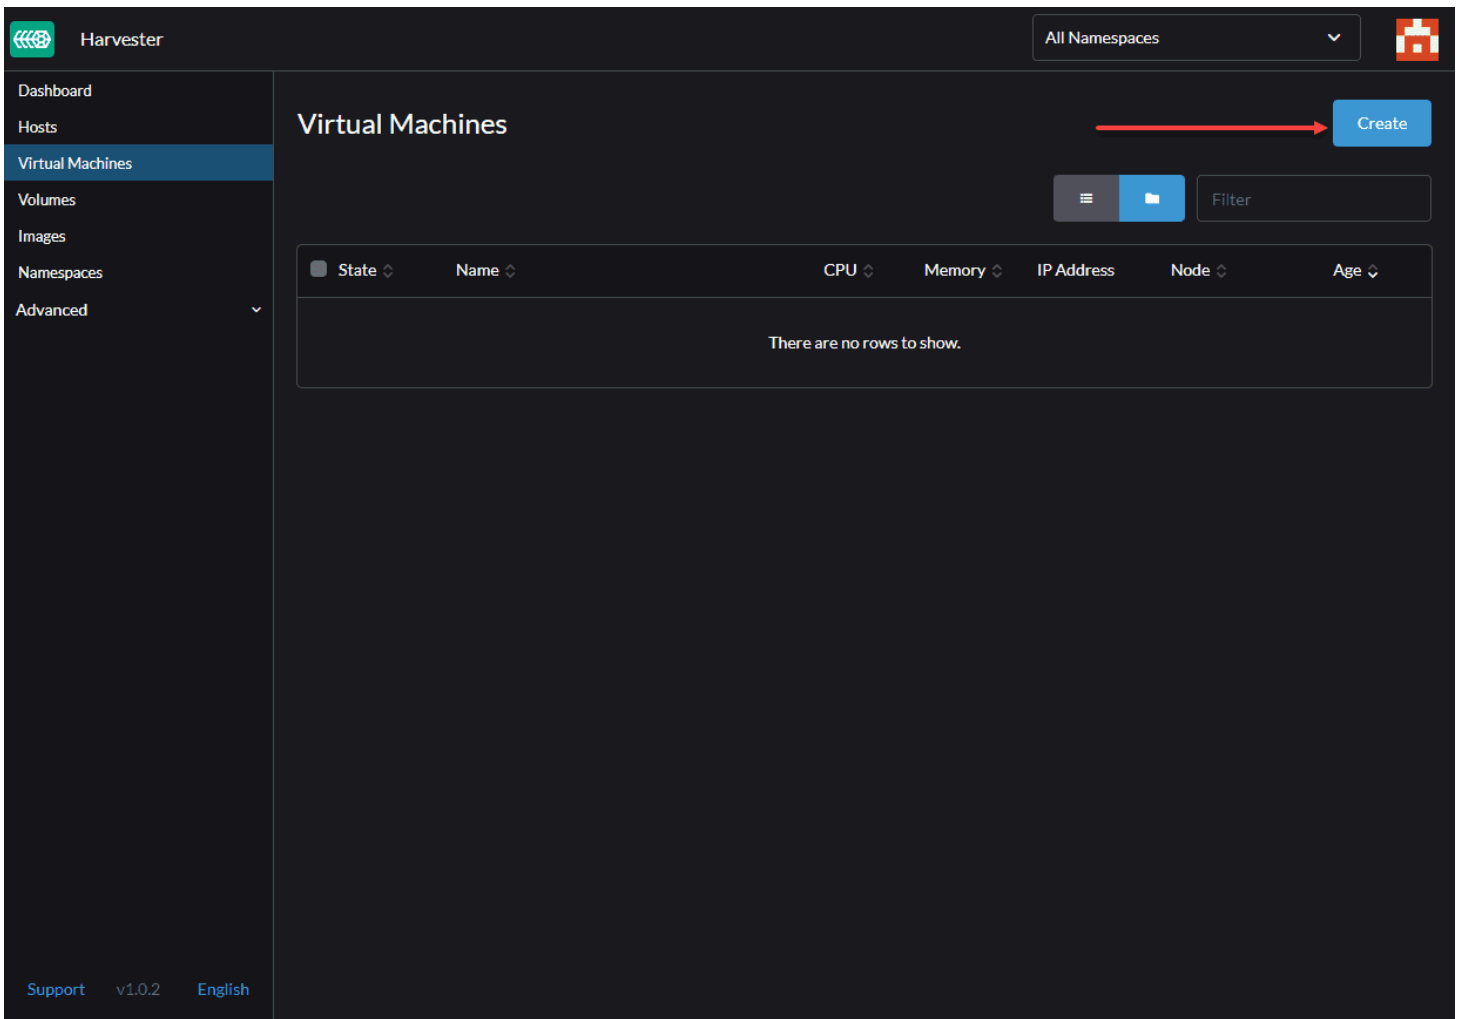 Harvester
All Namespaces
Dashboard
Hosts
Virtual Machines
Volumes
Images
Namespaces
Advanced
Virtual Machines
Create
Filter
State Name CPU Memory IP Address Node Age
There are no rows to show.
Support v1.0.2 English